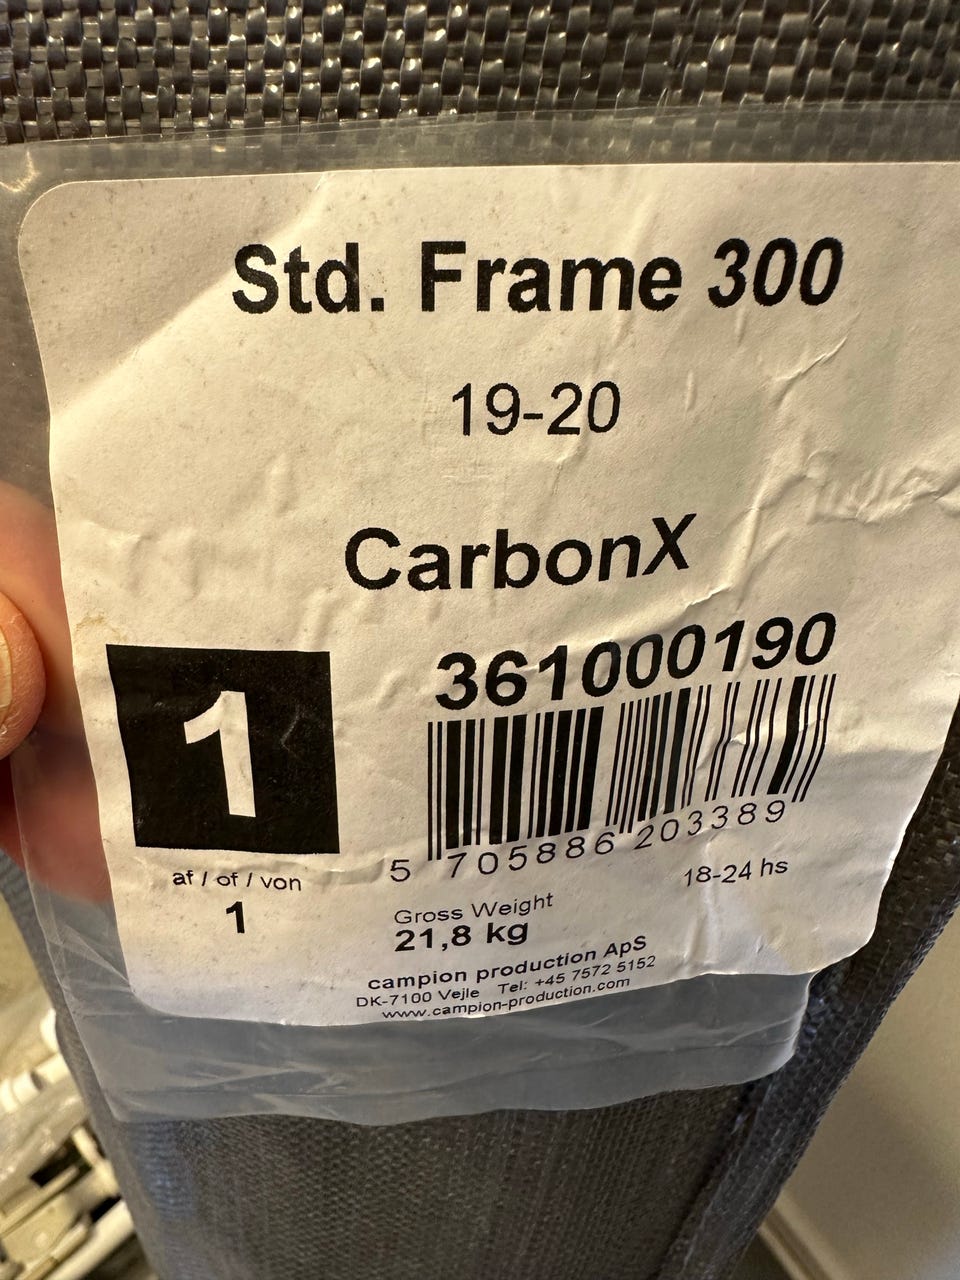 Std. Frame 300
19-20
CarbonX
361000190
1
5 705886 203389
af / of / von
1
18-24 hs
Gross Weight
21,8 kg
campion production ApS
DK-7100 Vejle Tel: +45 7572 5152
www.campion-production.com